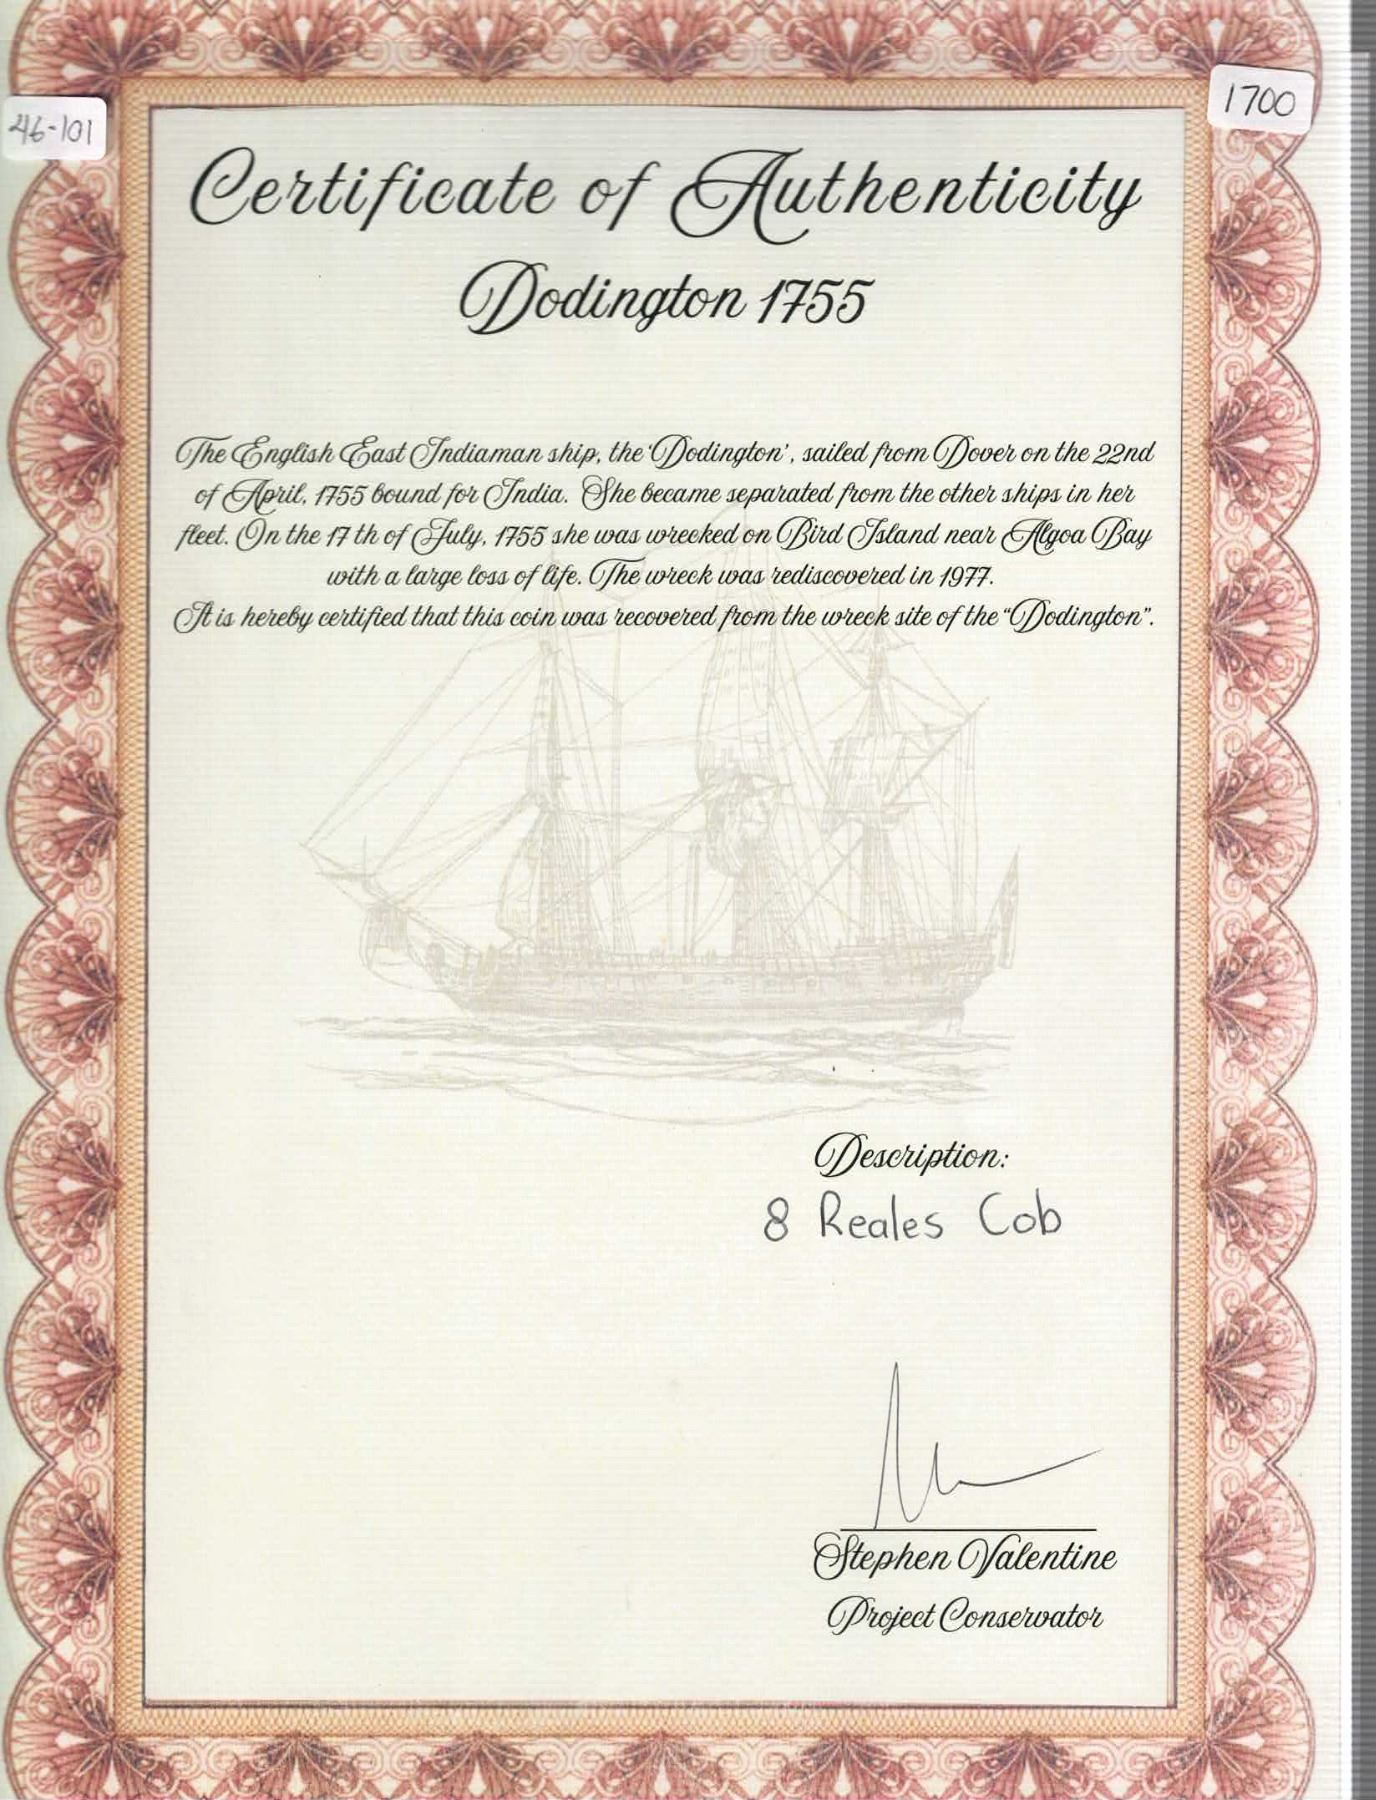 46-101
1700
Certificate of Authenticity
Dodington 1755
The English East Indiaman ship, the 'Dodington', sailed from Dover on the 22nd
of April, 1755 bound for India. She became separated from the other ships in her
fleet. On the 17 th of July, 1755 she was wrecked on Bird Island near Algoa Bay
with a large loss of life. The wreck was rediscovered in 1977.
It is hereby certified that this coin was recovered from the wreck site of the "Dodington".
Description:
8 Reales Cob
Stephen Valentine
Project Conservator